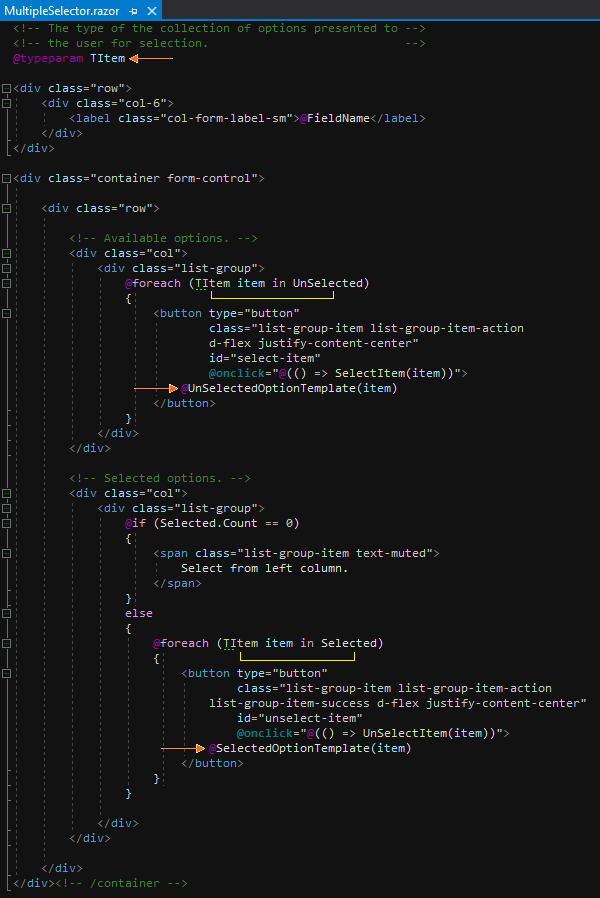 MultipleSelector.razor
<!-- The type of the collection of options presented to -->
<!-- the user for selection. -->
@typeparam TItem
<div class="row">
<div class="col-6">
<label class="col-form-label-sm">@FieldName</label>
</div>
</div>
<div class="container form-control">
<div class="row">
<!-- Available options. -->
<div class="col">
<div class="list-group">
@foreach (TItem item in UnSelected)
{
<button type="button"
class="list-group-item list-group-item-action
d-flex justify-content-center"
id="select-item"
@onclick="@(() => SelectItem(item))">
@UnSelectedOptionTemplate(item)
</button>
}
</div>
</div>
<!-- Selected options. -->
<div class="col">
<div class="list-group">
@if (Selected.Count == 0)
{
<span class="list-group-item text-muted">
Select from left column.
</span>
}
else
{
@foreach (TItem item in Selected)
{
<button type="button"
class="list-group-item list-group-item-action
list-group-item-success d-flex justify-content-center"
id="unselect-item"
@onclick="@(() => UnSelectItem(item))">
@SelectedOptionTemplate(item)
</button>
}
}
</div>
</div>
</div>
</div><!-- /container -->